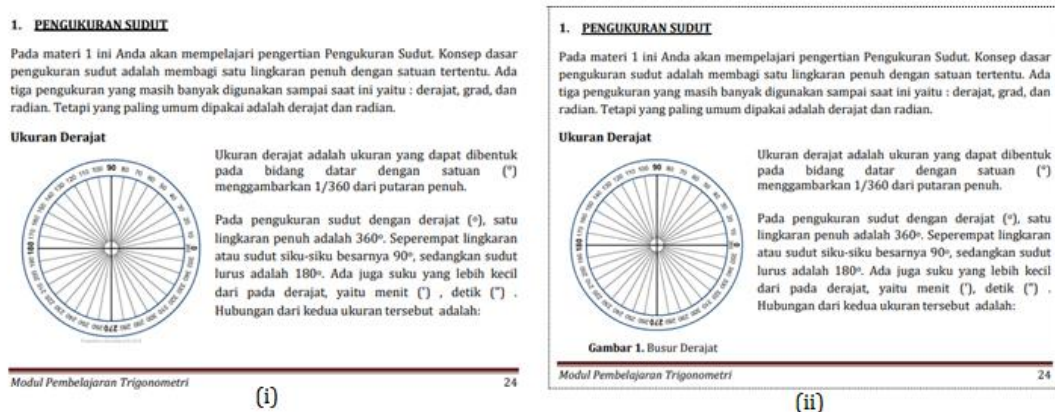 1. PENGUKURAN SUDUT
Pada materi 1 ini Anda akan mempelajari pengertian Pengukuran Sudut. Konsep dasar
pengukuran sudut adalah membagi satu lingkaran penuh dengan satuan tertentu. Ada
tiga pengukuran yang masih banyak digunakan sampai saat ini yaitu : derajat, grad, dan
radian. Tetapi yang paling umum dipakai adalah derajat dan radian.
Ukuran Derajat
Ukuran derajat adalah ukuran yang dapat dibentuk
pada bidang datar dengan satuan (°)
menggambarkan 1/360 dari putaran penuh.
Pada pengukuran sudut dengan derajat (°), satu
lingkaran penuh adalah 360°. Seperempat lingkaran
atau sudut siku-siku besarnya 90°, sedangkan sudut
lurus adalah 180°. Ada juga suku yang lebih kecil
dari pada derajat, yaitu menit (') , detik (") .
Hubungan dari kedua ukuran tersebut adalah:
90
0
180
270
Modul Pembelajaran Trigonometri 24
(i)
1. PENGUKURAN SUDUT
Pada materi 1 ini Anda akan mempelajari pengertian Pengukuran Sudut. Konsep dasar
pengukuran sudut adalah membagi satu lingkaran penuh dengan satuan tertentu. Ada
tiga pengukuran yang masih banyak digunakan sampai saat ini yaitu : derajat, grad, dan
radian. Tetapi yang paling umum dipakai adalah derajat dan radian.
Ukuran Derajat
Ukuran derajat adalah ukuran yang dapat dibentuk
pada bidang datar dengan satuan (°)
menggambarkan 1/360 dari putaran penuh.
Pada pengukuran sudut dengan derajat (°), satu
lingkaran penuh adalah 360°. Seperempat lingkaran
atau sudut siku-siku besarnya 90°, sedangkan sudut
lurus adalah 180°. Ada juga suku yang lebih kecil
dari pada derajat, yaitu menit ('), detik (") .
Hubungan dari kedua ukuran tersebut adalah:
90
0
180
270
Gambar 1. Busur Derajat
Modul Pembelajaran Trigonometri 24
(ii)